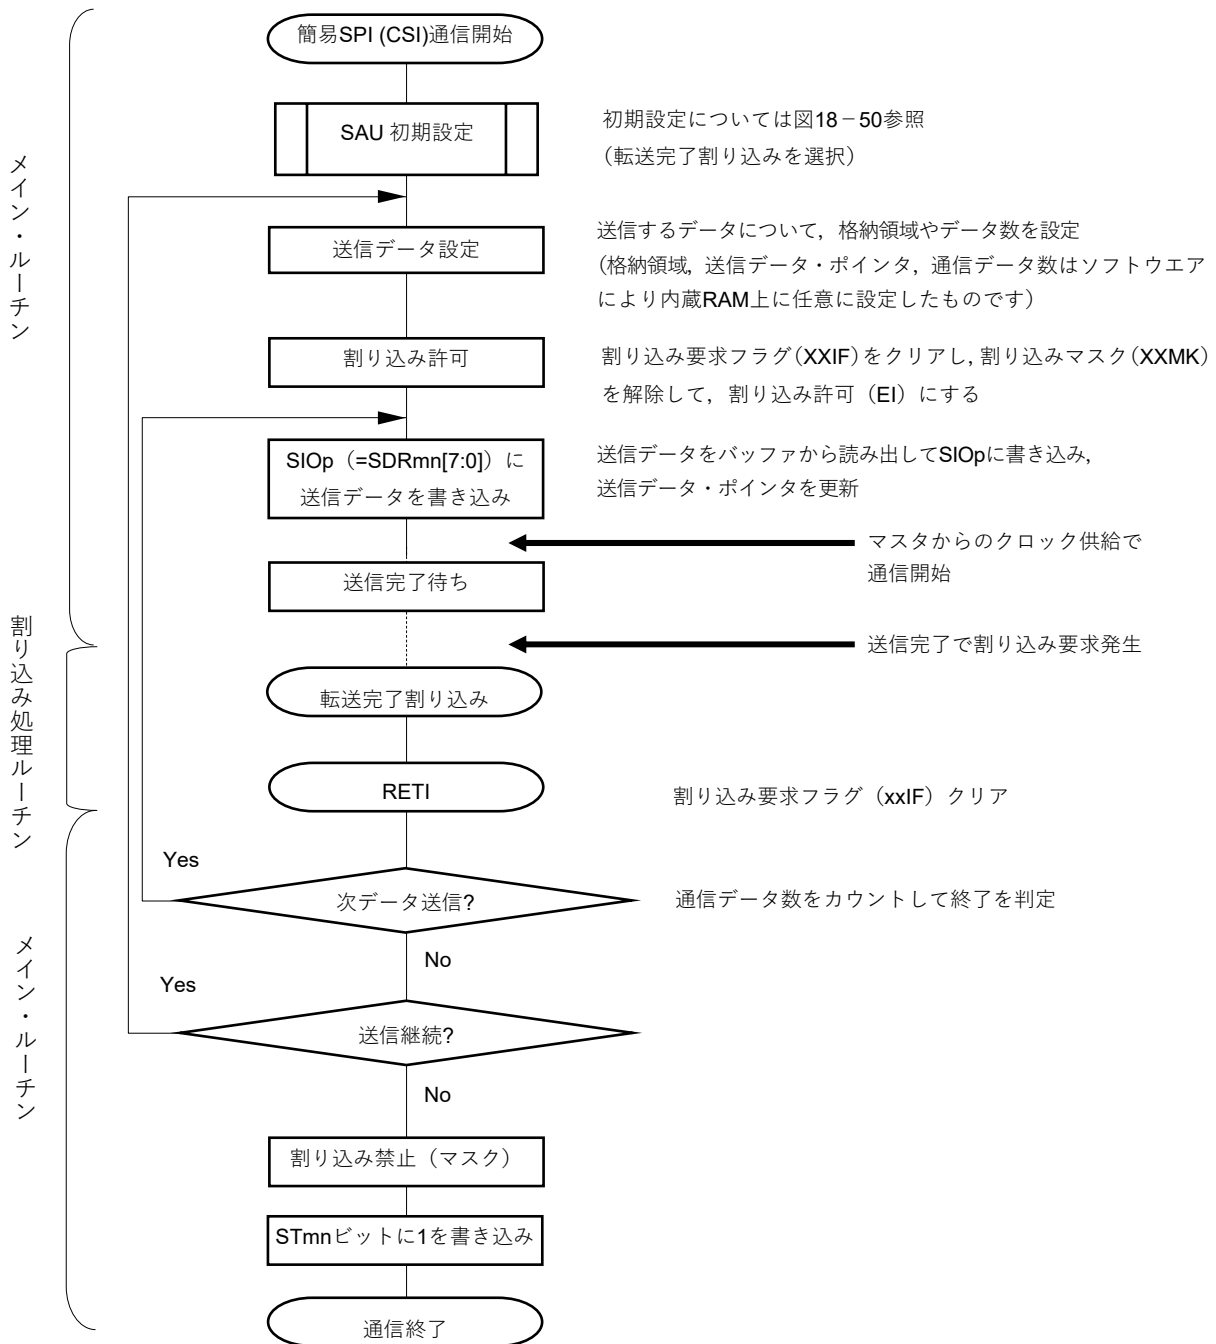 簡易SPI (CSI)通信開始
SAU 初期設定
初期設定については図18－50参照
（転送完了割り込みを選択）
メイン・ルーチン
送信データ設定
送信するデータについて，格納領域やデータ数を設定
（格納領域，送信データ・ポインタ，通信データ数はソフトウエア
により内蔵RAM上に任意に設定したものです）
割り込み許可
割り込み要求フラグ（XXIF）をクリアし，割り込みマスク（XXMK）
を解除して，割り込み許可（EI）にする
SIOp（=SDRmn[7:0]）に
送信データを書き込み
送信データをバッファから読み出してSIOpに書き込み，
送信データ・ポインタを更新
マスタからのクロック供給で
通信開始
送信完了待ち
送信完了で割り込み要求発生
割り込み処理ルーチン
転送完了割り込み
RETI
割り込み要求フラグ（xxIF）クリア
Yes
次データ送信?
通信データ数をカウントして終了を判定
No
メイン・ルーチン
Yes
送信継続?
No
割り込み禁止（マスク）
STmnビットに1を書き込み
通信終了